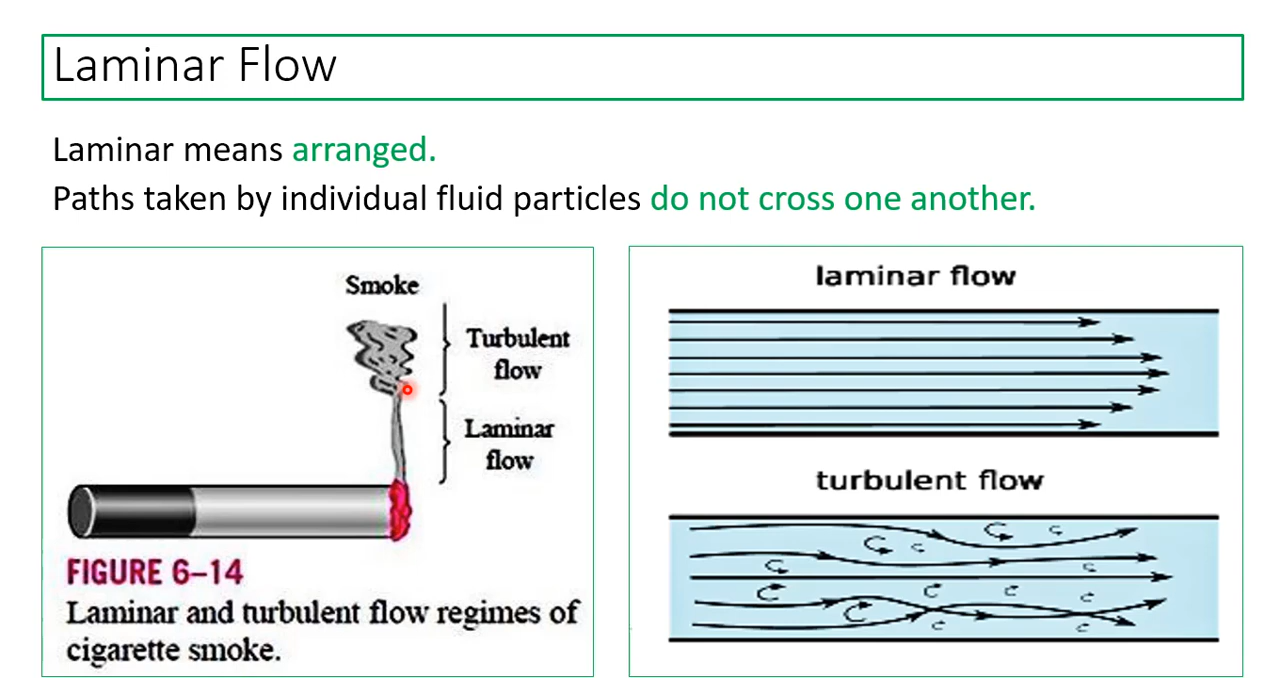 Laminar Flow
Laminar means arranged.
Paths taken by individual fluid particles do not cross one another.
Smoke
Turbulent
flow
Laminar
flow
FIGURE 6–14
Laminar and turbulent flow regimes of
cigarette smoke.
laminar flow
turbulent flow